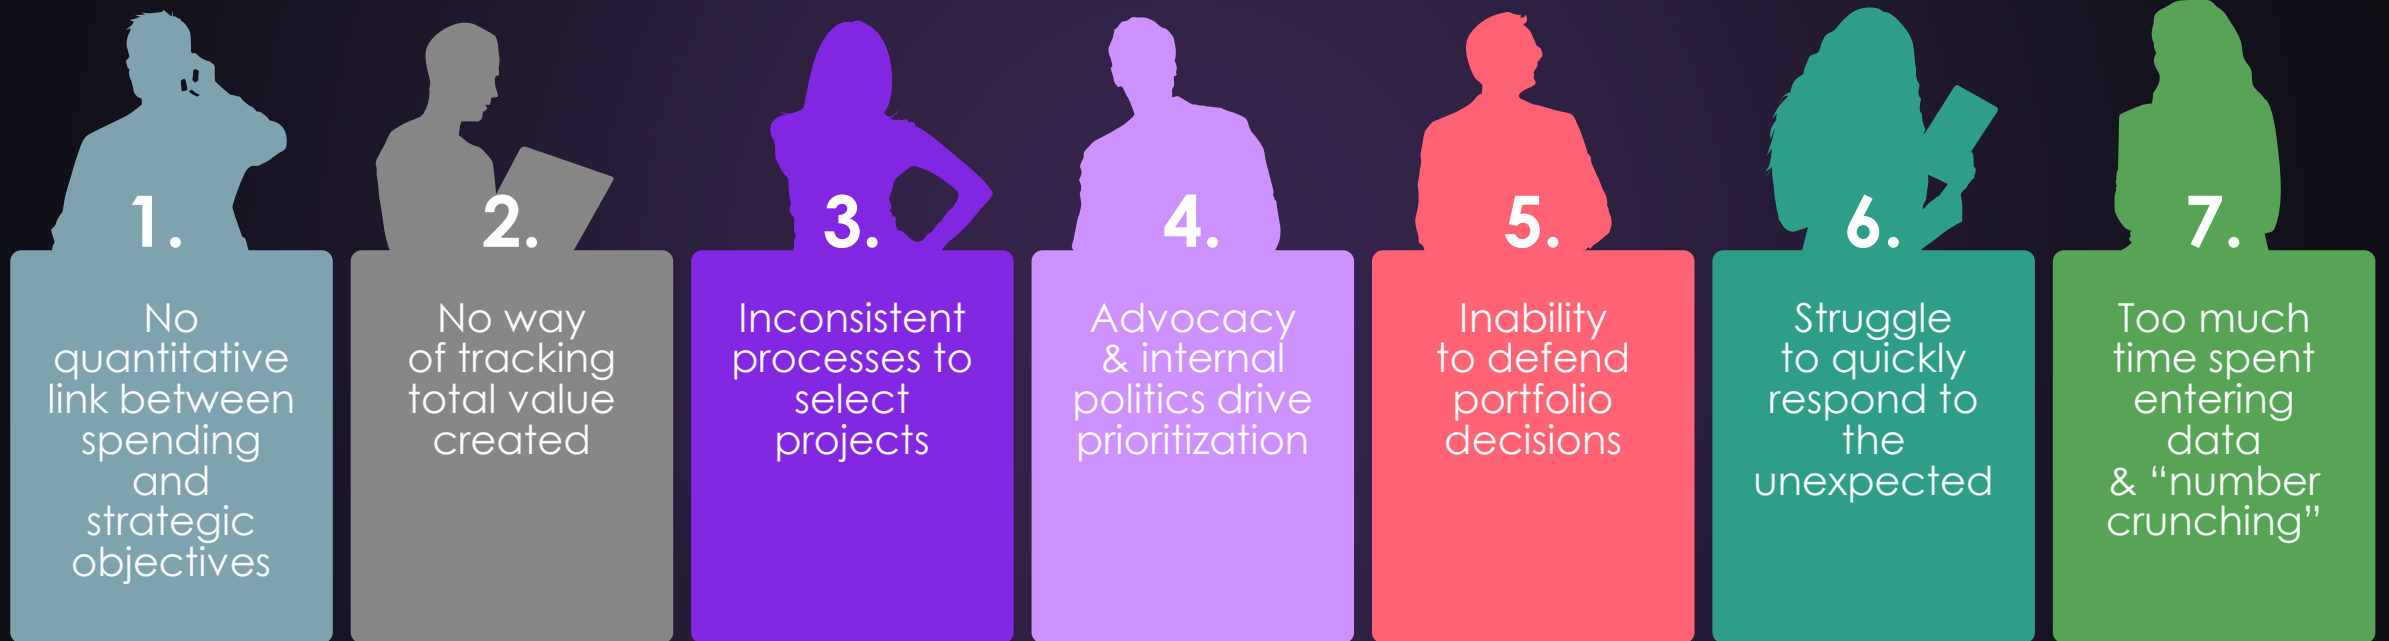 1.
No
quantitative
link between
spending
and
strategic
objectives
2.
No way
of tracking
total value
created
3.
Inconsistent
processes to
select
projects
4.
Advocacy
& internal
politics drive
prioritization
5.
Inability
to defend
portfolio
decisions
6.
Struggle
to quickly
respond to
the
unexpected
7.
Too much
time spent
entering
data
& “number
crunching”